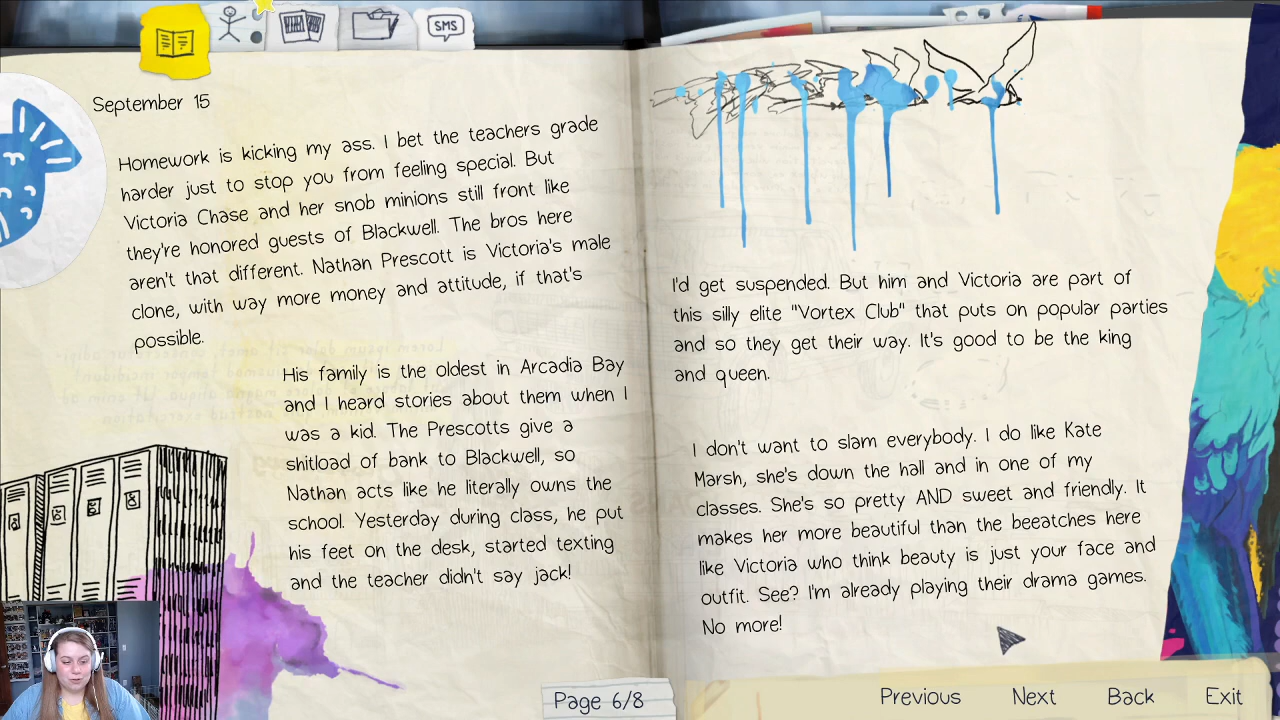 SMS
September 15
Homework is kicking my ass. I bet the teachers grade
harder just to stop you from feeling special. But
Victoria Chase and her snob minions still front like
they're honored guests of Blackwell. The bros here
aren't that different. Nathan Prescott is Victoria's male
clone, with way more money and attitude, if that's
possible.
His family is the oldest in Arcadia Bay
and I heard stories about them when I
was a kid. The Prescotts give a
shitload of bank to Blackwell, so
Nathan acts like he literally owns the
school. Yesterday during class, he put
his feet on the desk, started texting
and the teacher didn't say jack!
I'd get suspended. But him and Victoria are part of
this silly elite "Vortex Club" that puts on popular parties
and so they get their way. It's good to be the king
and queen.
I don't want to slam everybody. I do like Kate
Marsh, she's down the hall and in one of my
classes. She's so pretty AND sweet and friendly. It
makes her more beautiful than the beeatches here
like Victoria who think beauty is just your face and
outfit. See? I'm already playing their drama games.
No more!
Page 6/8
Previous Next Back Exit